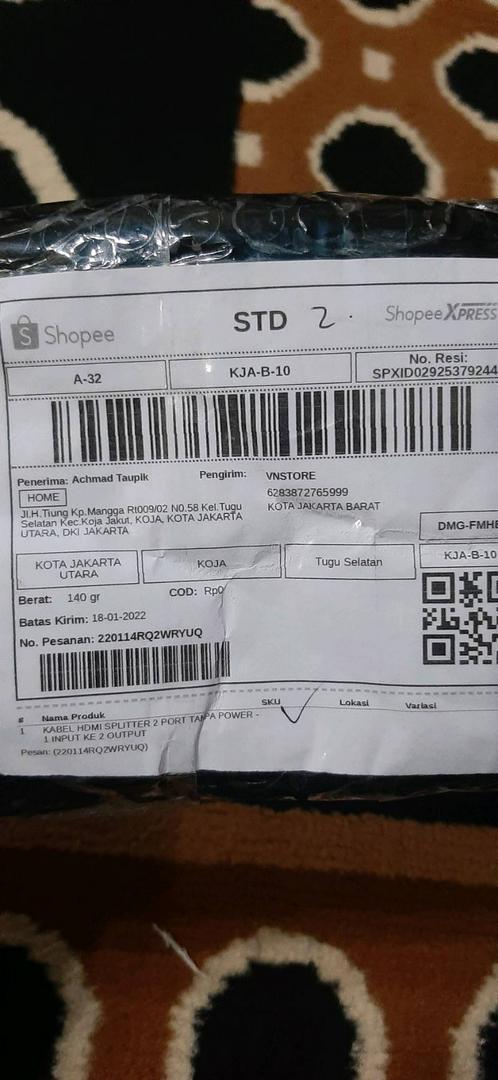 Shopee
STD 2.
Shopee XPRESS
A-32
KJA-B-10
No. Resi:
SPXID02925379244
Penerima: Achmad Taupik
HOME
Jl.H.Tiung Kp.Mangga Rt009/02 N0.58 Kel.Tugu
Selatan Kec.Koja Jakut, KOJA, KOTA JAKARTA
UTARA, DKI JAKARTA
Pengirim: VNSTORE
6283872765999
KOTA JAKARTA BARAT
DMG-FMHB
KOTA JAKARTA
UTARA
KOJA
Tugu Selatan
KJA-B-10
Berat: 140 gr
COD: Rp0
Batas Kirim: 18-01-2022
No. Pesanan: 220114RQ2WRYUQ
# Nama Produk SKU Lokasi Variasi
1 KABEL HDMI SPLITTER 2 PORT TANPA POWER -
1 INPUT KE 2 OUTPUT
Pesan: (220114RQ2WRYUQ)